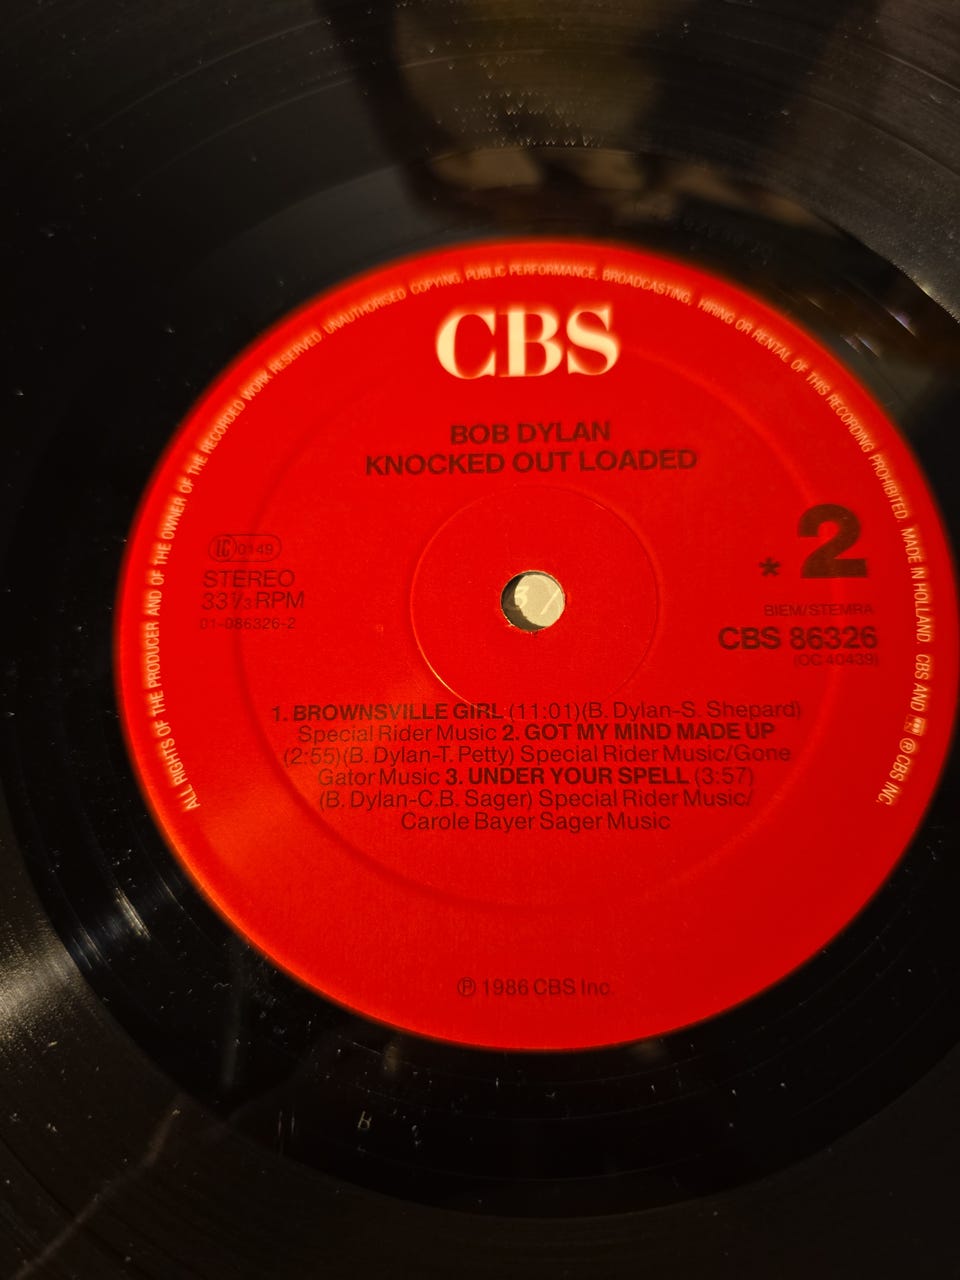 ALL RIGHTS OF THE PRODUCER AND OF THE OWNER OF THE RECORDED WORK RESERVED UNAUTHORISED COPYING, PUBLIC PERFORMANCE, BROADCASTING, HIRING OR RENTAL OF THIS RECORDING PROHIBITED. MADE IN HOLLAND. CBS AND ℗ CBS INC.
CBS
BOB DYLAN
KNOCKED OUT LOADED
LC 0149
STEREO
33⅓ RPM
01-086326-2
* 2
BIEM/STEMRA
CBS 86326
(OC 40439)
1. BROWNSVILLE GIRL (11:01)(B. Dylan-S. Shepard)
Special Rider Music 2. GOT MY MIND MADE UP
(2:55)(B. Dylan-T. Petty) Special Rider Music/Gone
Gator Music 3. UNDER YOUR SPELL (3:57)
(B. Dylan-C.B. Sager) Special Rider Music/
Carole Bayer Sager Music
℗ 1986 CBS Inc.